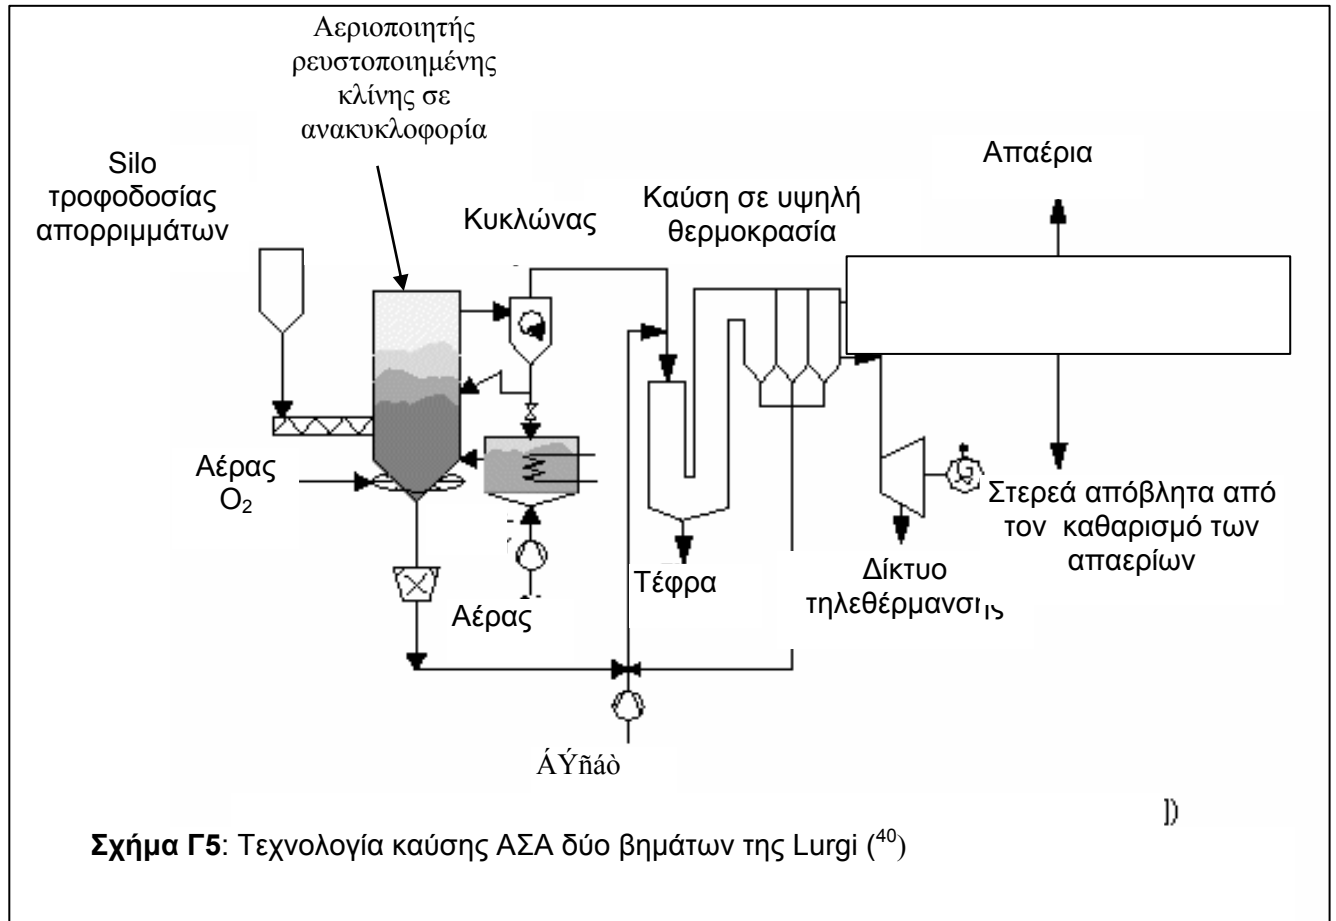 Αεριοποιητής
ρευστοποιημένης
κλίνης σε
ανακυκλοφορία
Silo
τροφοδοσίας
απορριμμάτων
Κυκλώνας
Καύση σε υψηλή
θερμοκρασία
Απαέρια
Αέρας
O₂
Αέρας
Τέφρα
G
Δίκτυο
τηλεθέρμανσης
Στερεά απόβλητα από
τον καθαρισμό των
απαερίων
ÁÝñáò
])
Σχήμα Γ5: Τεχνολογία καύσης ΑΣΑ δύο βημάτων της Lurgi (⁴⁰)